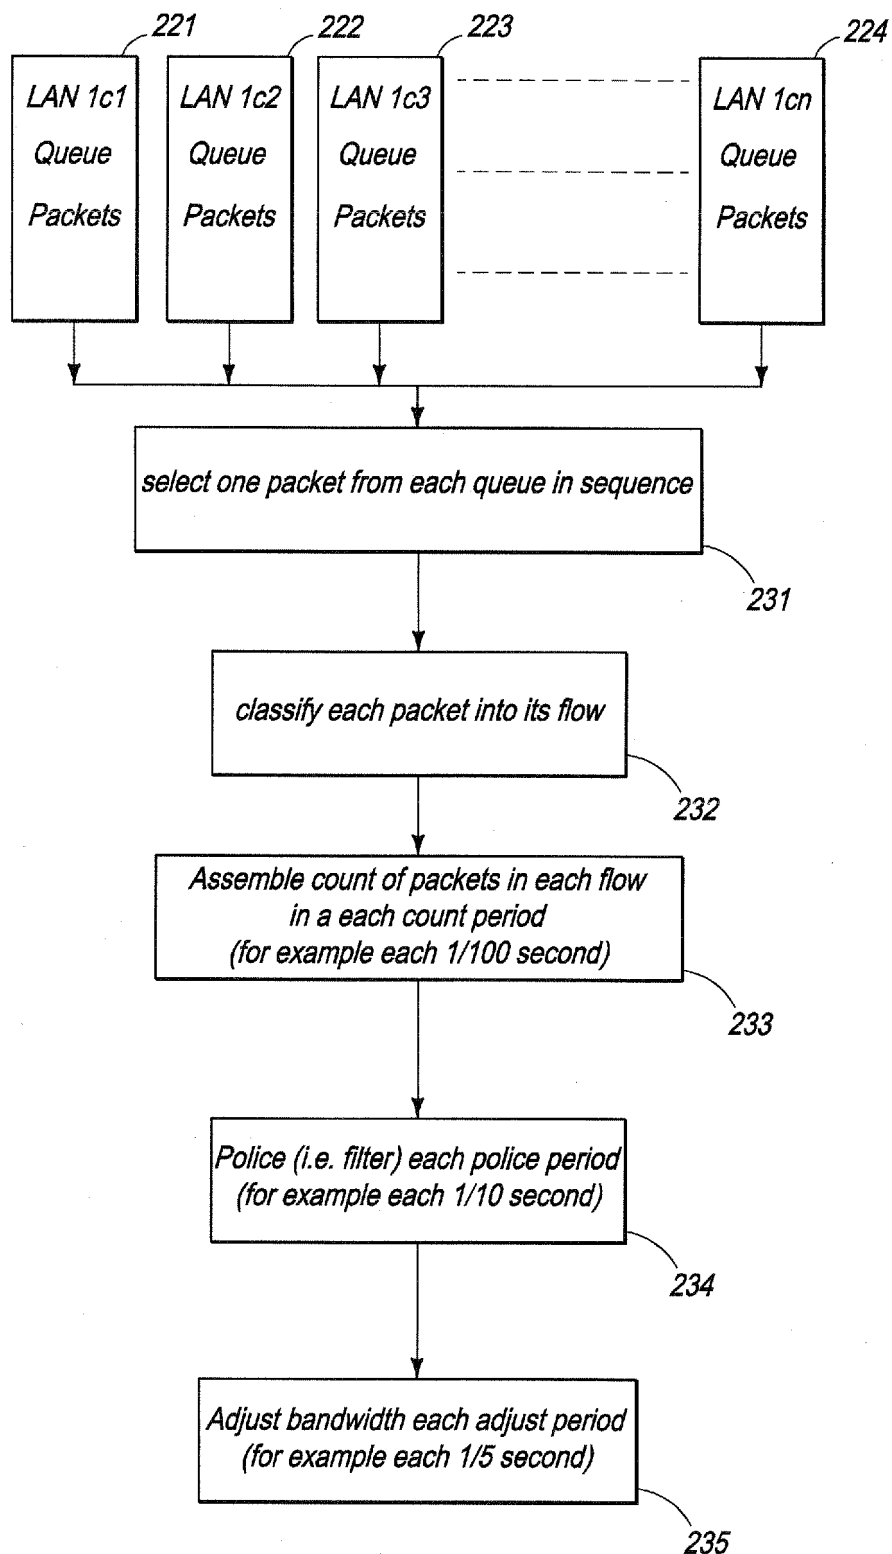 221
222
223
224
LAN 1c1
Queue
Packets
LAN 1c2
Queue
Packets
LAN 1c3
Queue
Packets
LAN 1cn
Queue
Packets
select one packet from each queue in sequence
231
classify each packet into its flow
232
Assemble count of packets in each flow
in a each count period
(for example each 1/100 second)
233
Police (i.e. filter) each police period
(for example each 1/10 second)
234
Adjust bandwidth each adjust period
(for example each 1/5 second)
235